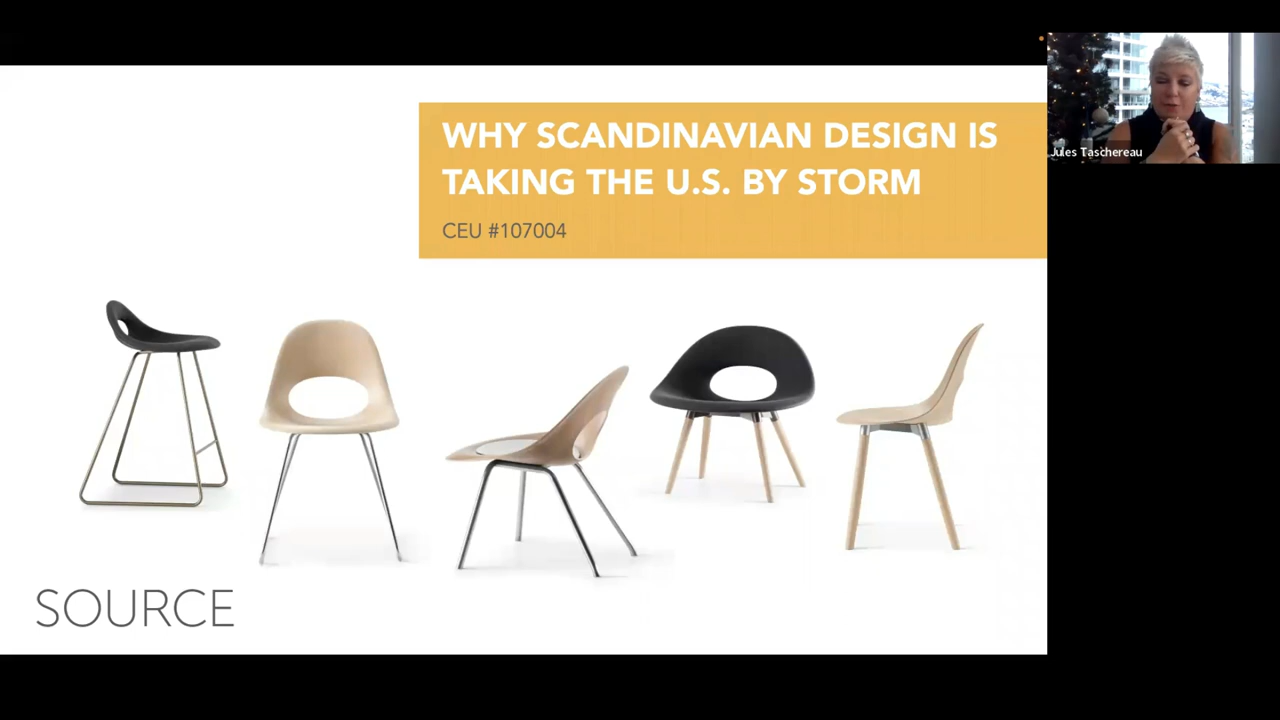 WHY SCANDINAVIAN DESIGN IS
TAKING THE U.S. BY STORM
CEU #107004
Jules Taschereau
SOURCE